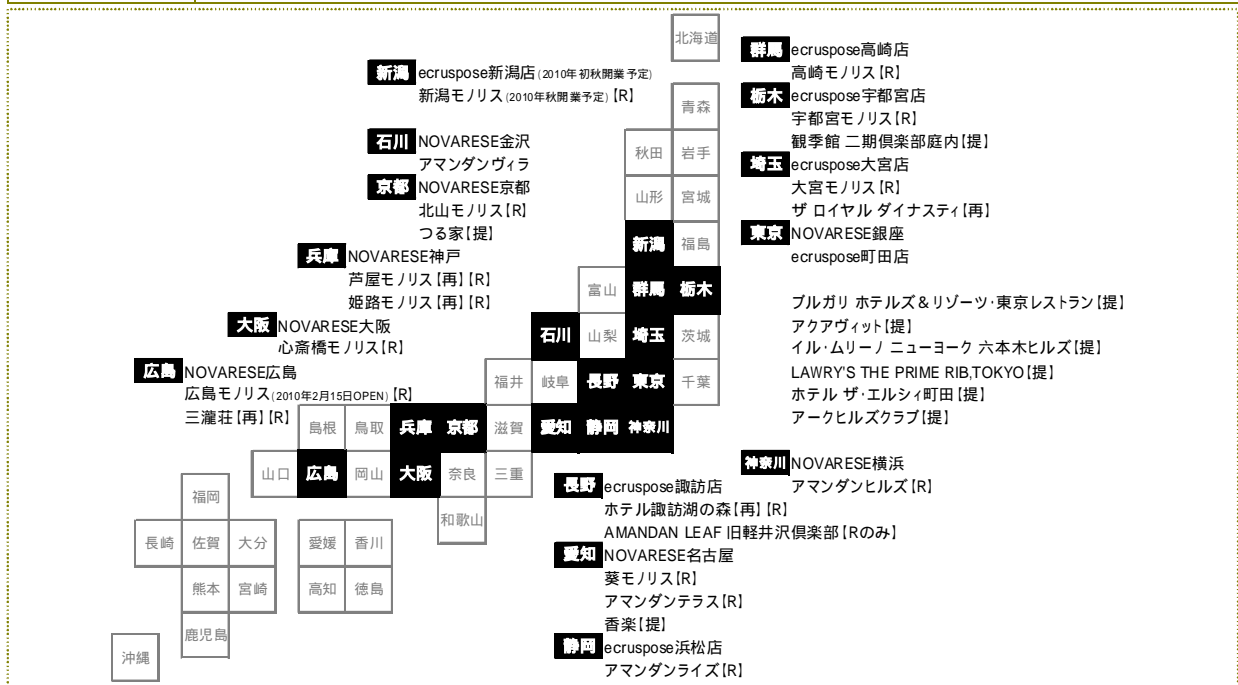 新潟 ecruspose新潟店(2010年初秋開業予定)
新潟モノリス(2010年秋開業予定)【R】
石川 NOVARESE金沢
アマンダンヴィラ
京都 NOVARESE京都
北山モノリス【R】
つる家【提】
兵庫 NOVARESE神戸
芦屋モノリス【再】【R】
姫路モノリス【再】【R】
大阪 NOVARESE大阪
心斎橋モノリス【R】
広島 NOVARESE広島
広島モノリス(2010年2月15日OPEN)【R】
三瀧荘【再】【R】
群馬 ecruspose高崎店
高崎モノリス【R】
栃木 ecruspose宇都宮店
宇都宮モノリス【R】
観季館 二期倶楽部庭内【提】
埼玉 ecruspose大宮店
大宮モノリス【R】
ザ ロイヤル ダイナスティ【再】
東京 NOVARESE銀座
ecruspose町田店
ブルガリ ホテルズ&リゾーツ・東京レストラン【提】
アクアヴィット【提】
イル・ムリーノ ニューヨーク 六本木ヒルズ【提】
LAWRY'S THE PRIME RIB,TOKYO【提】
ホテル ザ・エルシィ町田【提】
アークヒルズクラブ【提】
神奈川 NOVARESE横浜
アマンダンヒルズ【R】
長野 ecruspose諏訪店
ホテル諏訪湖の森【再】【R】
AMANDAN LEAF 旧軽井沢倶楽部【Rのみ】
愛知 NOVARESE名古屋
葵モノリス【R】
アマンダンテラス【R】
香楽【提】
静岡 ecruspose浜松店
アマンダンライズ【R】
北海道
青森
秋田 岩手
山形 宮城
新潟 福島
富山 群馬 栃木
石川 山梨 埼玉 茨城
福井 岐阜 長野 東京 千葉
島根 鳥取 兵庫 京都 滋賀 愛知 静岡 神奈川
山口 広島 岡山 大阪 奈良 三重
福岡 和歌山
長崎 佐賀 大分 愛媛 香川
熊本 宮崎 高知 徳島
鹿児島
沖縄